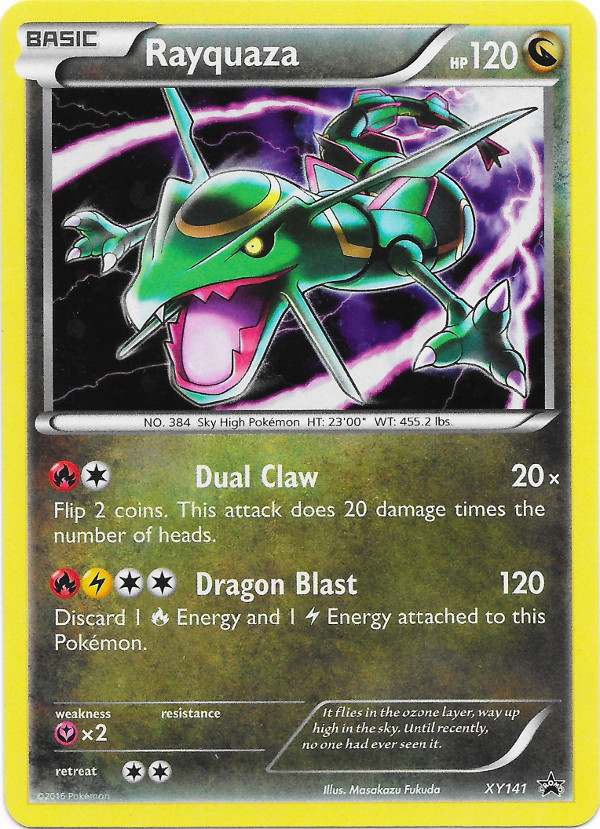 BASIC Rayquaza HP120
NO. 384 Sky High Pokémon HT: 23'00" WT: 455.2 lbs.
Dual Claw 20×
Flip 2 coins. This attack does 20 damage times the
number of heads.
Dragon Blast 120
Discard 1 Energy and 1 Energy attached to this
Pokémon.
weakness resistance
×2
It flies in the ozone layer, way up
high in the sky. Until recently,
no one had ever seen it.
retreat
©2016 Pokémon Illus. Masakazu Fukuda XY141 PROMO